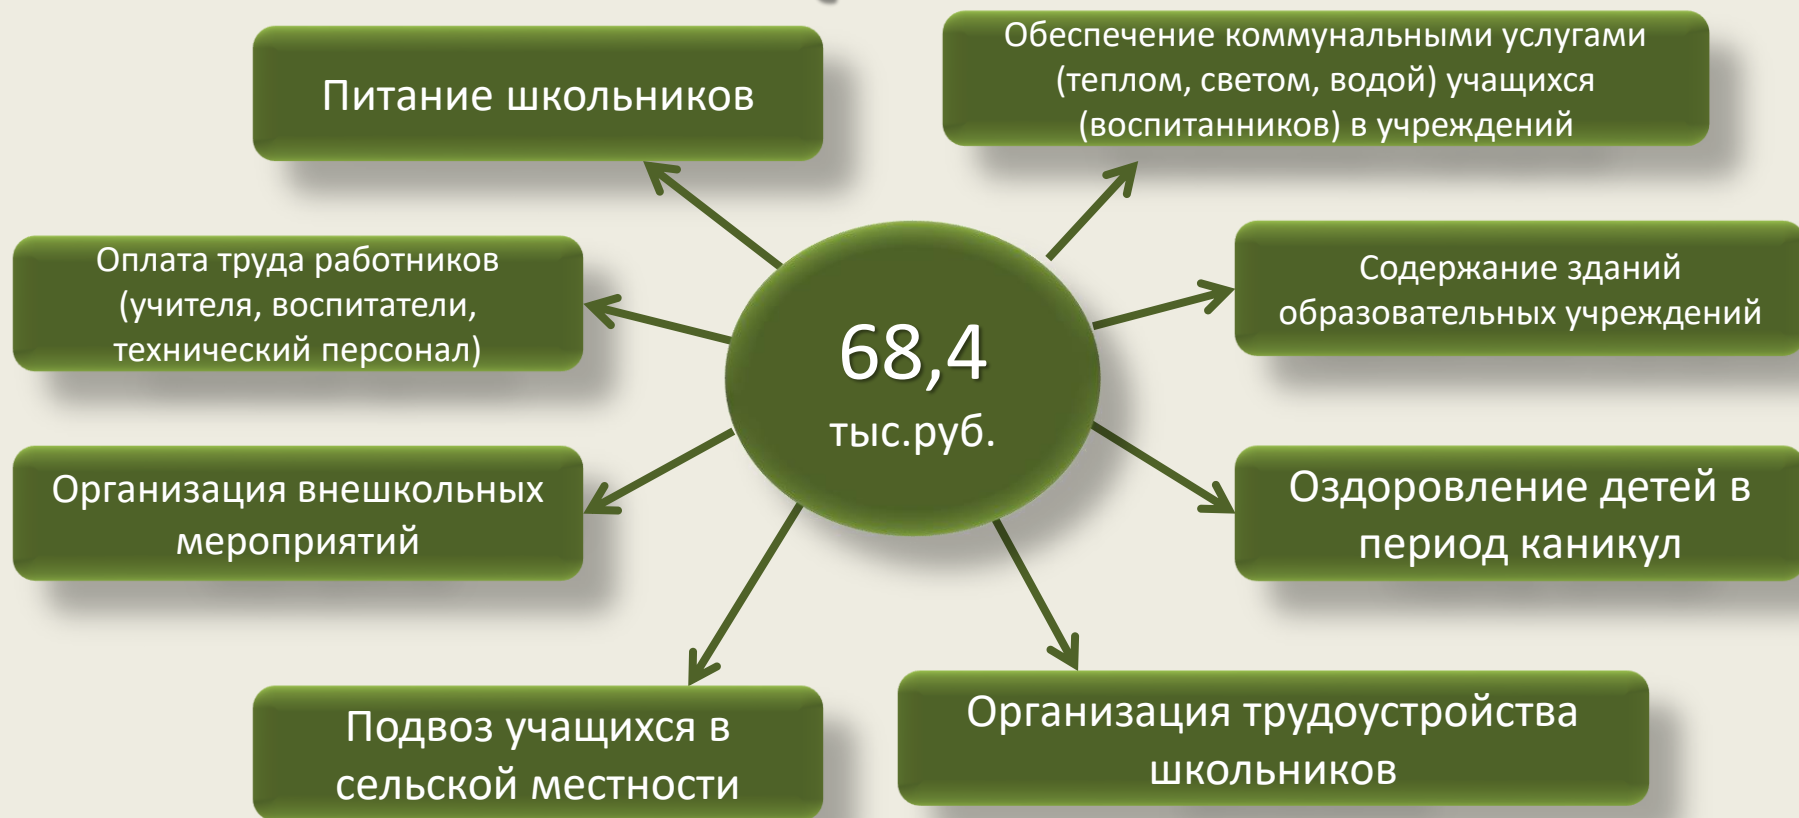 Питание школьников
Обеспечение коммунальными услугами
(теплом, светом, водой) учащихся
(воспитанников) в учреждений
Оплата труда работников
(учителя, воспитатели,
технический персонал)
Содержание зданий
образовательных учреждений
68,4
тыс.руб.
Организация внешкольных
мероприятий
Оздоровление детей в
период каникул
Подвоз учащихся в
сельской местности
Организация трудоустройства
школьников